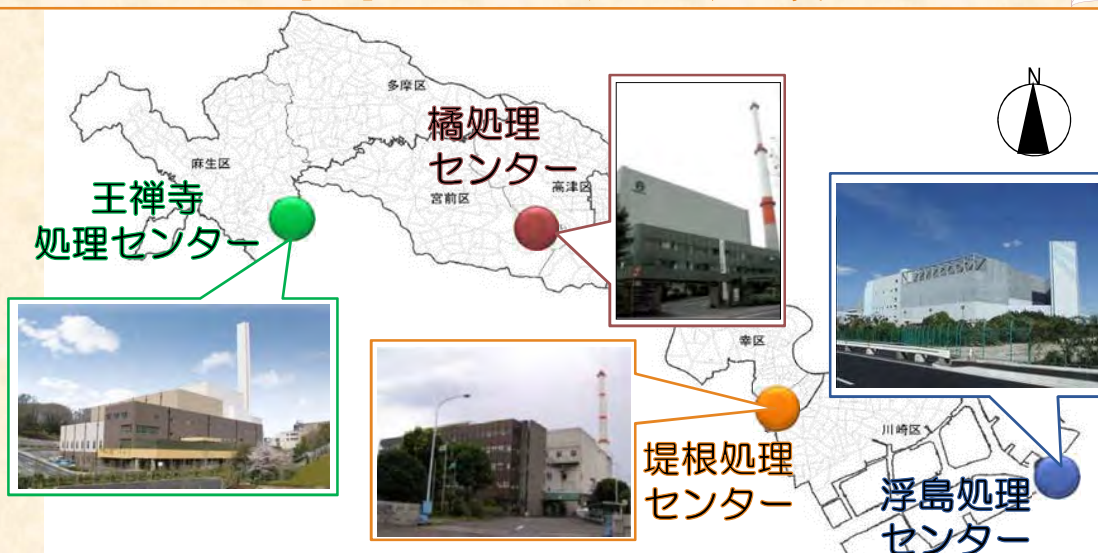 N
多摩区
橘処理
センター
麻生区
高津区
宮前区
王禅寺
処理センター
幸区
川崎区
堤根処理
センター
浮島処理
センター